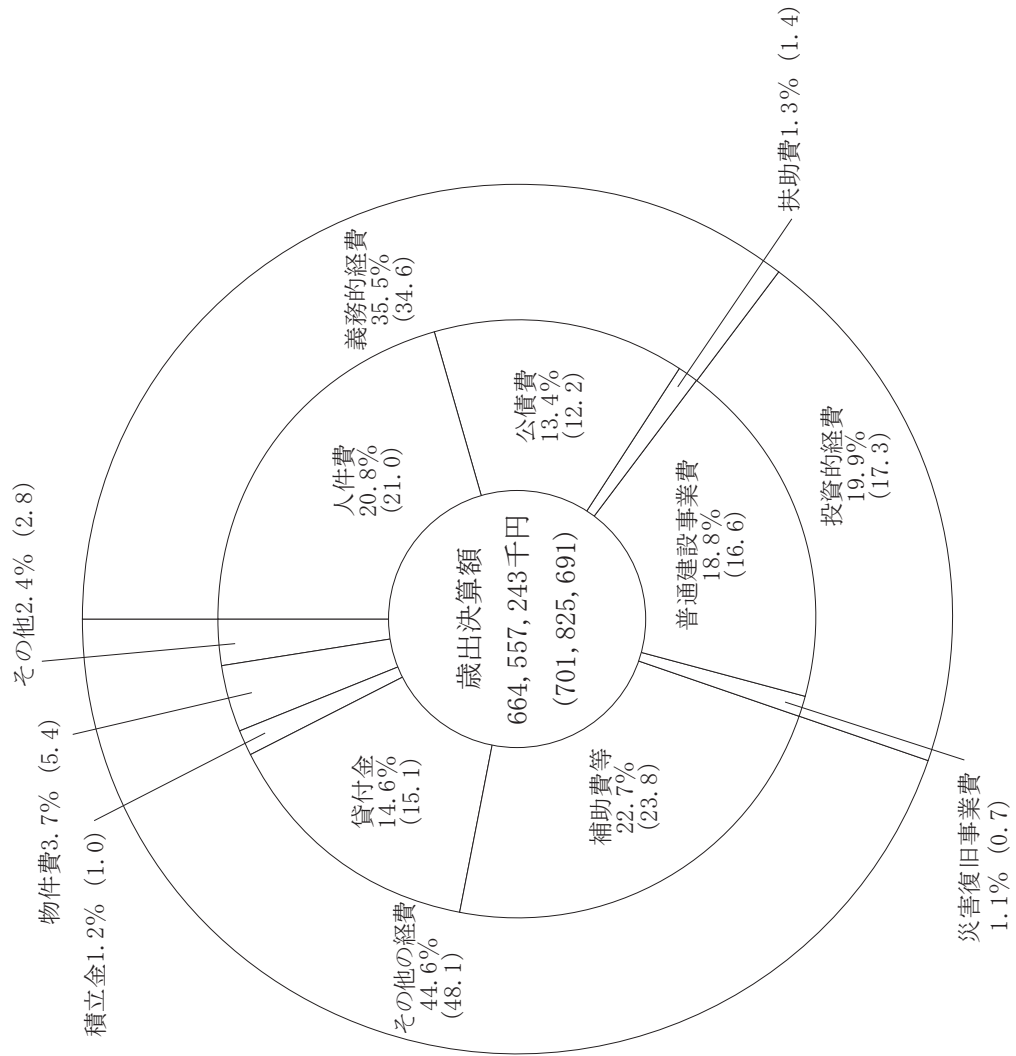 歳出決算額
664,557,243千円
(701,825,691)
義務的経費
35.5%
(34.6)
人件費
20.8%
(21.0)
公債費
13.4%
(12.2)
扶助費1.3% (1.4)
投資的経費
19.9%
(17.3)
普通建設事業費
18.8%
(16.6)
災害復旧事業費
1.1% (0.7)
その他の経費
44.6%
(48.1)
補助費等
22.7%
(23.8)
貸付金
14.6%
(15.1)
積立金1.2% (1.0)
物件費3.7% (5.4)
その他2.4% (2.8)